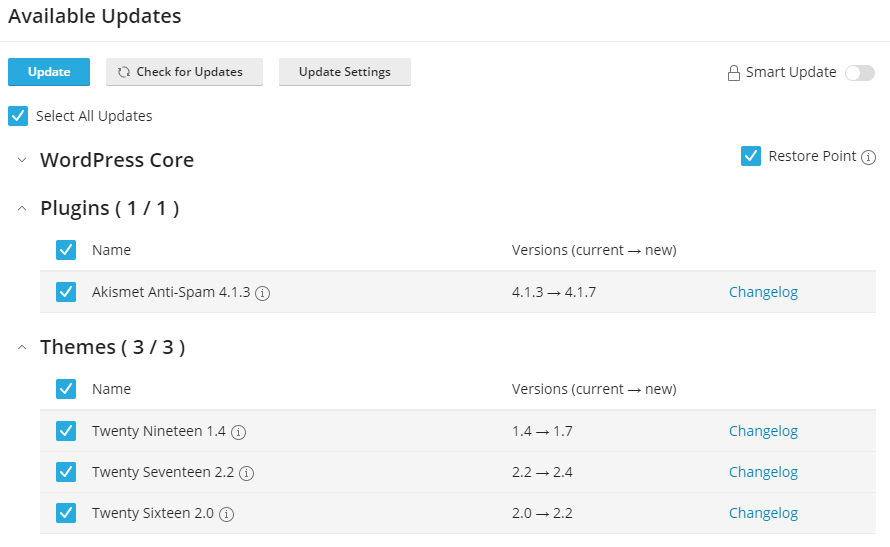 Available Updates
Update Check for Updates Update Settings Smart Update
Select All Updates
WordPress Core Restore Point
Plugins ( 1 / 1 )
Name Versions (current → new)
Akismet Anti-Spam 4.1.3 4.1.3 → 4.1.7 Changelog
Themes ( 3 / 3 )
Name Versions (current → new)
Twenty Nineteen 1.4 1.4 → 1.7 Changelog
Twenty Seventeen 2.2 2.2 → 2.4 Changelog
Twenty Sixteen 2.0 2.0 → 2.2 Changelog